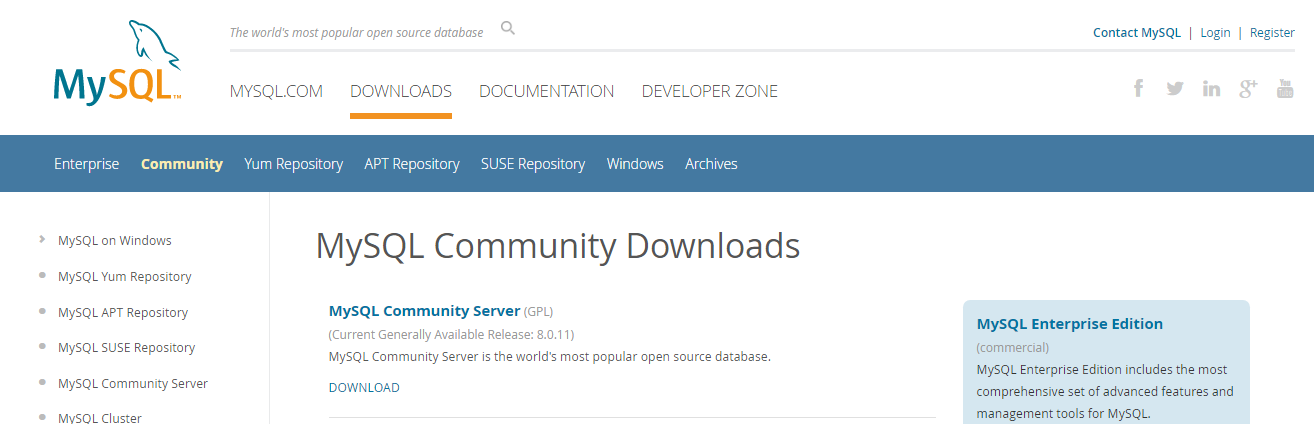 MySQL™
The world's most popular open source database
Contact MySQL | Login | Register
MYSQL.COM DOWNLOADS DOCUMENTATION DEVELOPER ZONE
Enterprise Community Yum Repository APT Repository SUSE Repository Windows Archives
MySQL on Windows
MySQL Yum Repository
MySQL APT Repository
MySQL SUSE Repository
MySQL Community Server
MySQL Cluster
MySQL Community Downloads
MySQL Community Server (GPL)
(Current Generally Available Release: 8.0.11)
MySQL Community Server is the world's most popular open source database.
DOWNLOAD
MySQL Enterprise Edition
(commercial)
MySQL Enterprise Edition includes the most
comprehensive set of advanced features and
management tools for MySQL.